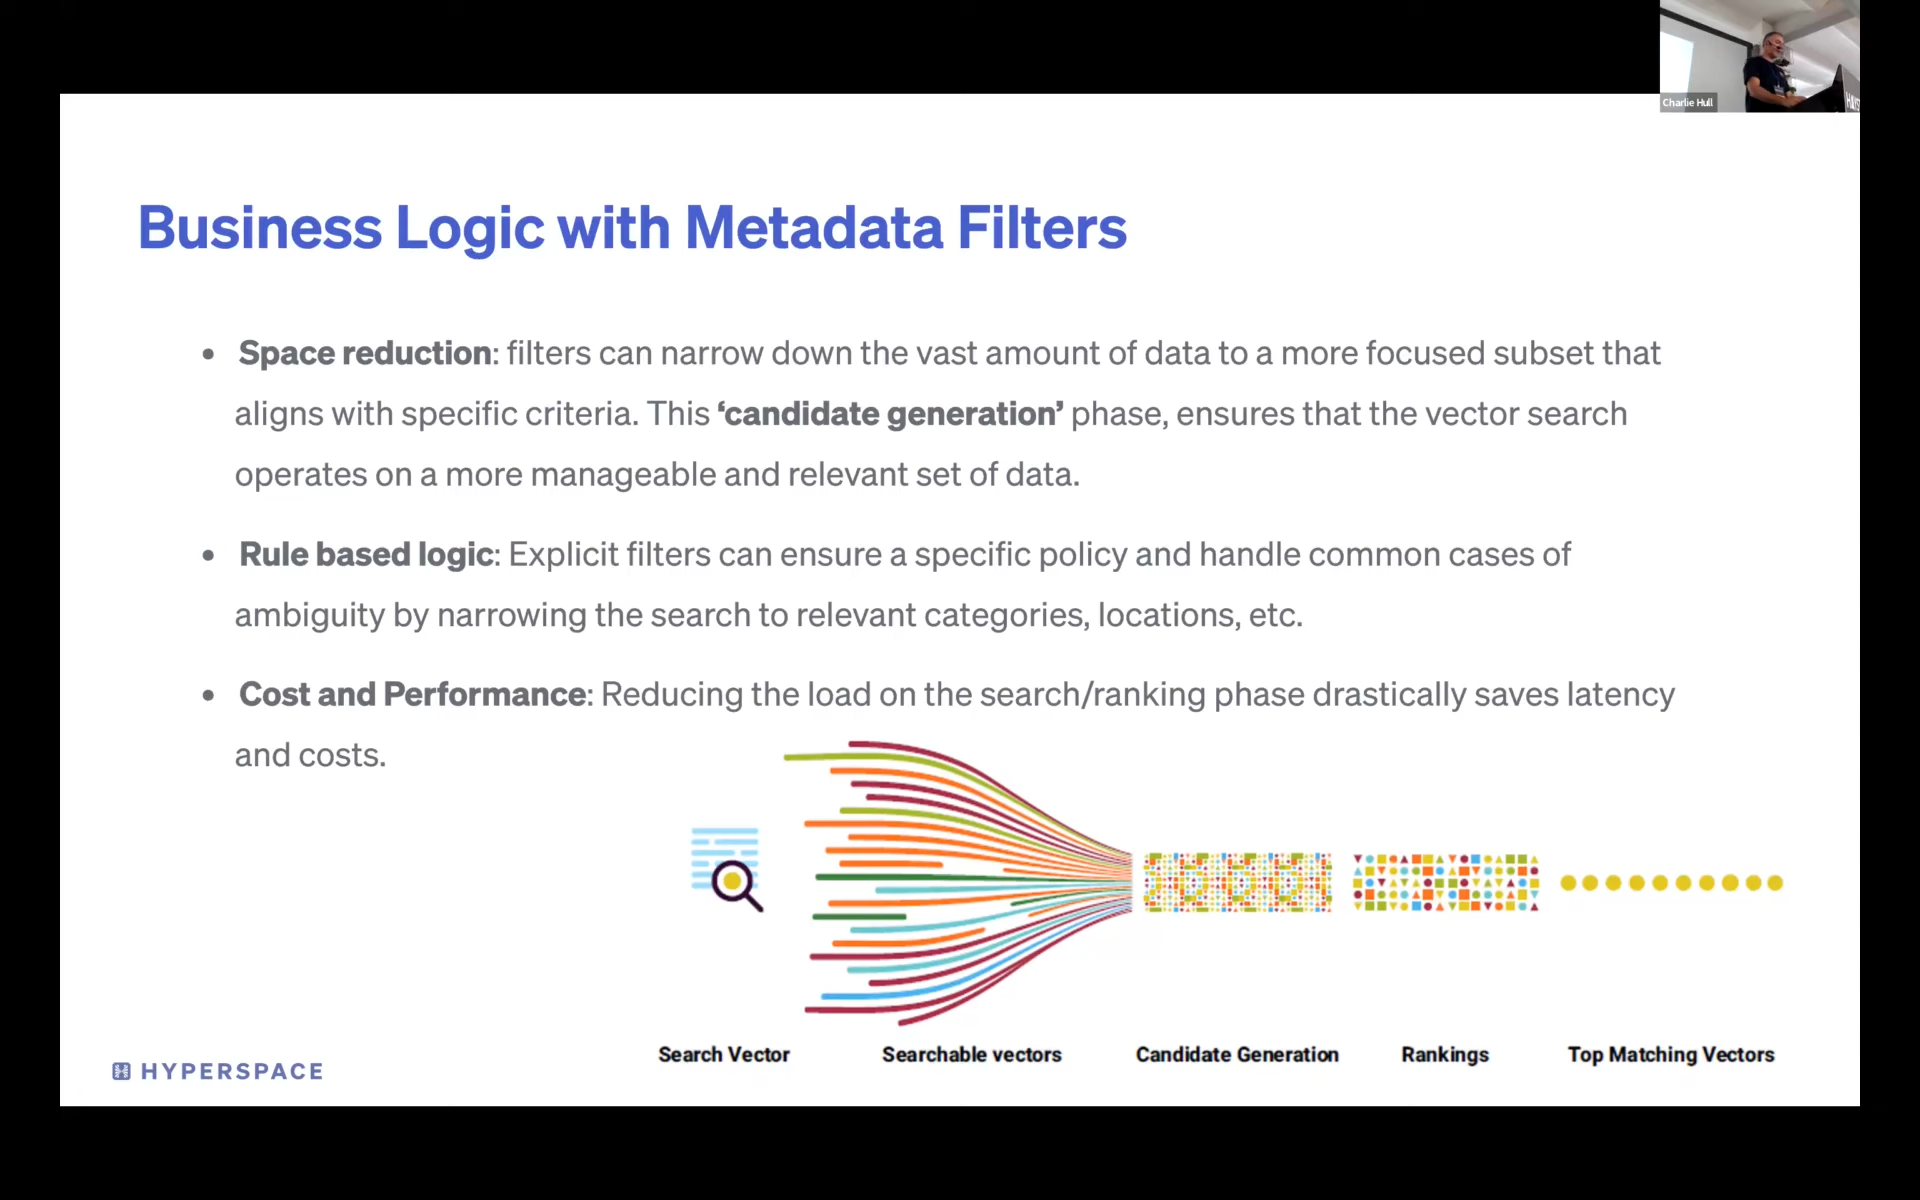 Charlie Hull
Business Logic with Metadata Filters
• Space reduction: filters can narrow down the vast amount of data to a more focused subset that
aligns with specific criteria. This ‘candidate generation’ phase, ensures that the vector search
operates on a more manageable and relevant set of data.
• Rule based logic: Explicit filters can ensure a specific policy and handle common cases of
ambiguity by narrowing the search to relevant categories, locations, etc.
• Cost and Performance: Reducing the load on the search/ranking phase drastically saves latency
and costs.
Search Vector
Searchable vectors
Candidate Generation
Rankings
Top Matching Vectors
HYPERSPACE